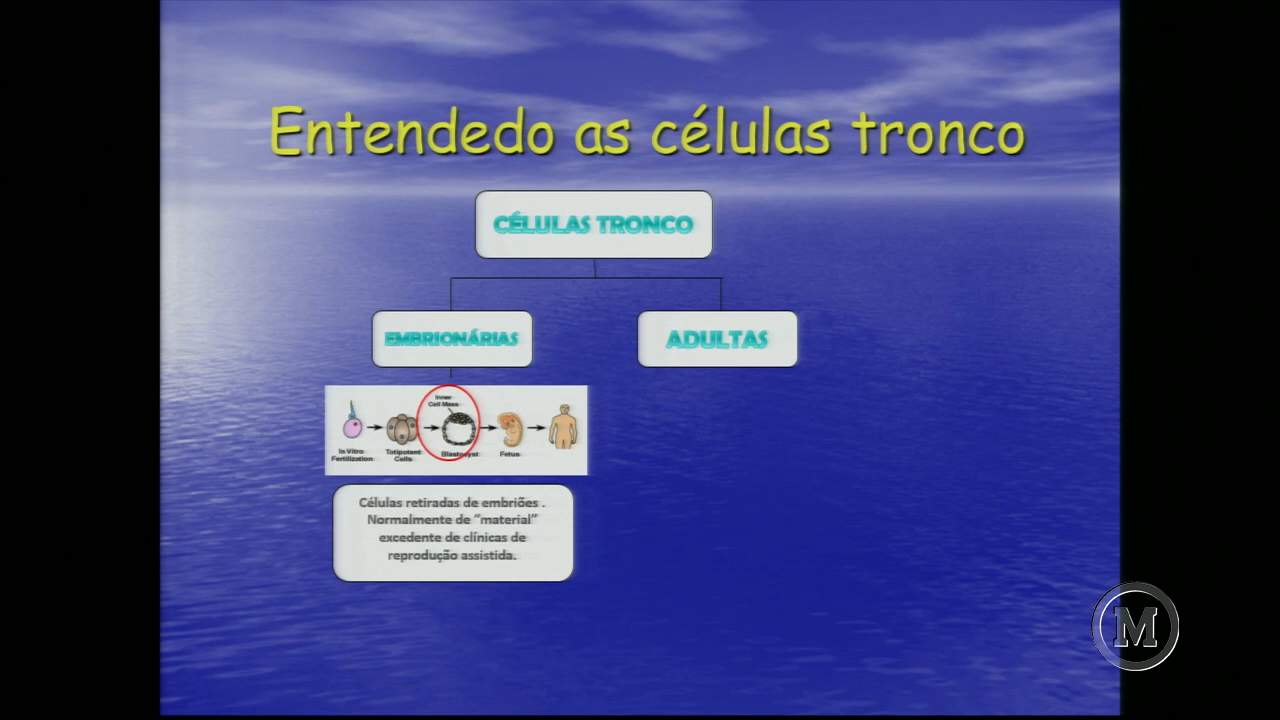 Entendedo as células tronco
CÉLULAS TRONCO
EMBRIONÁRIAS
ADULTAS
Inner
Cell Mass
In Vitro
Fertilization
Totipotent
Cells
Blastocyst
Fetus
Células retiradas de embriões .
Normalmente de “material”
excedente de clínicas de
reprodução assistida.
M